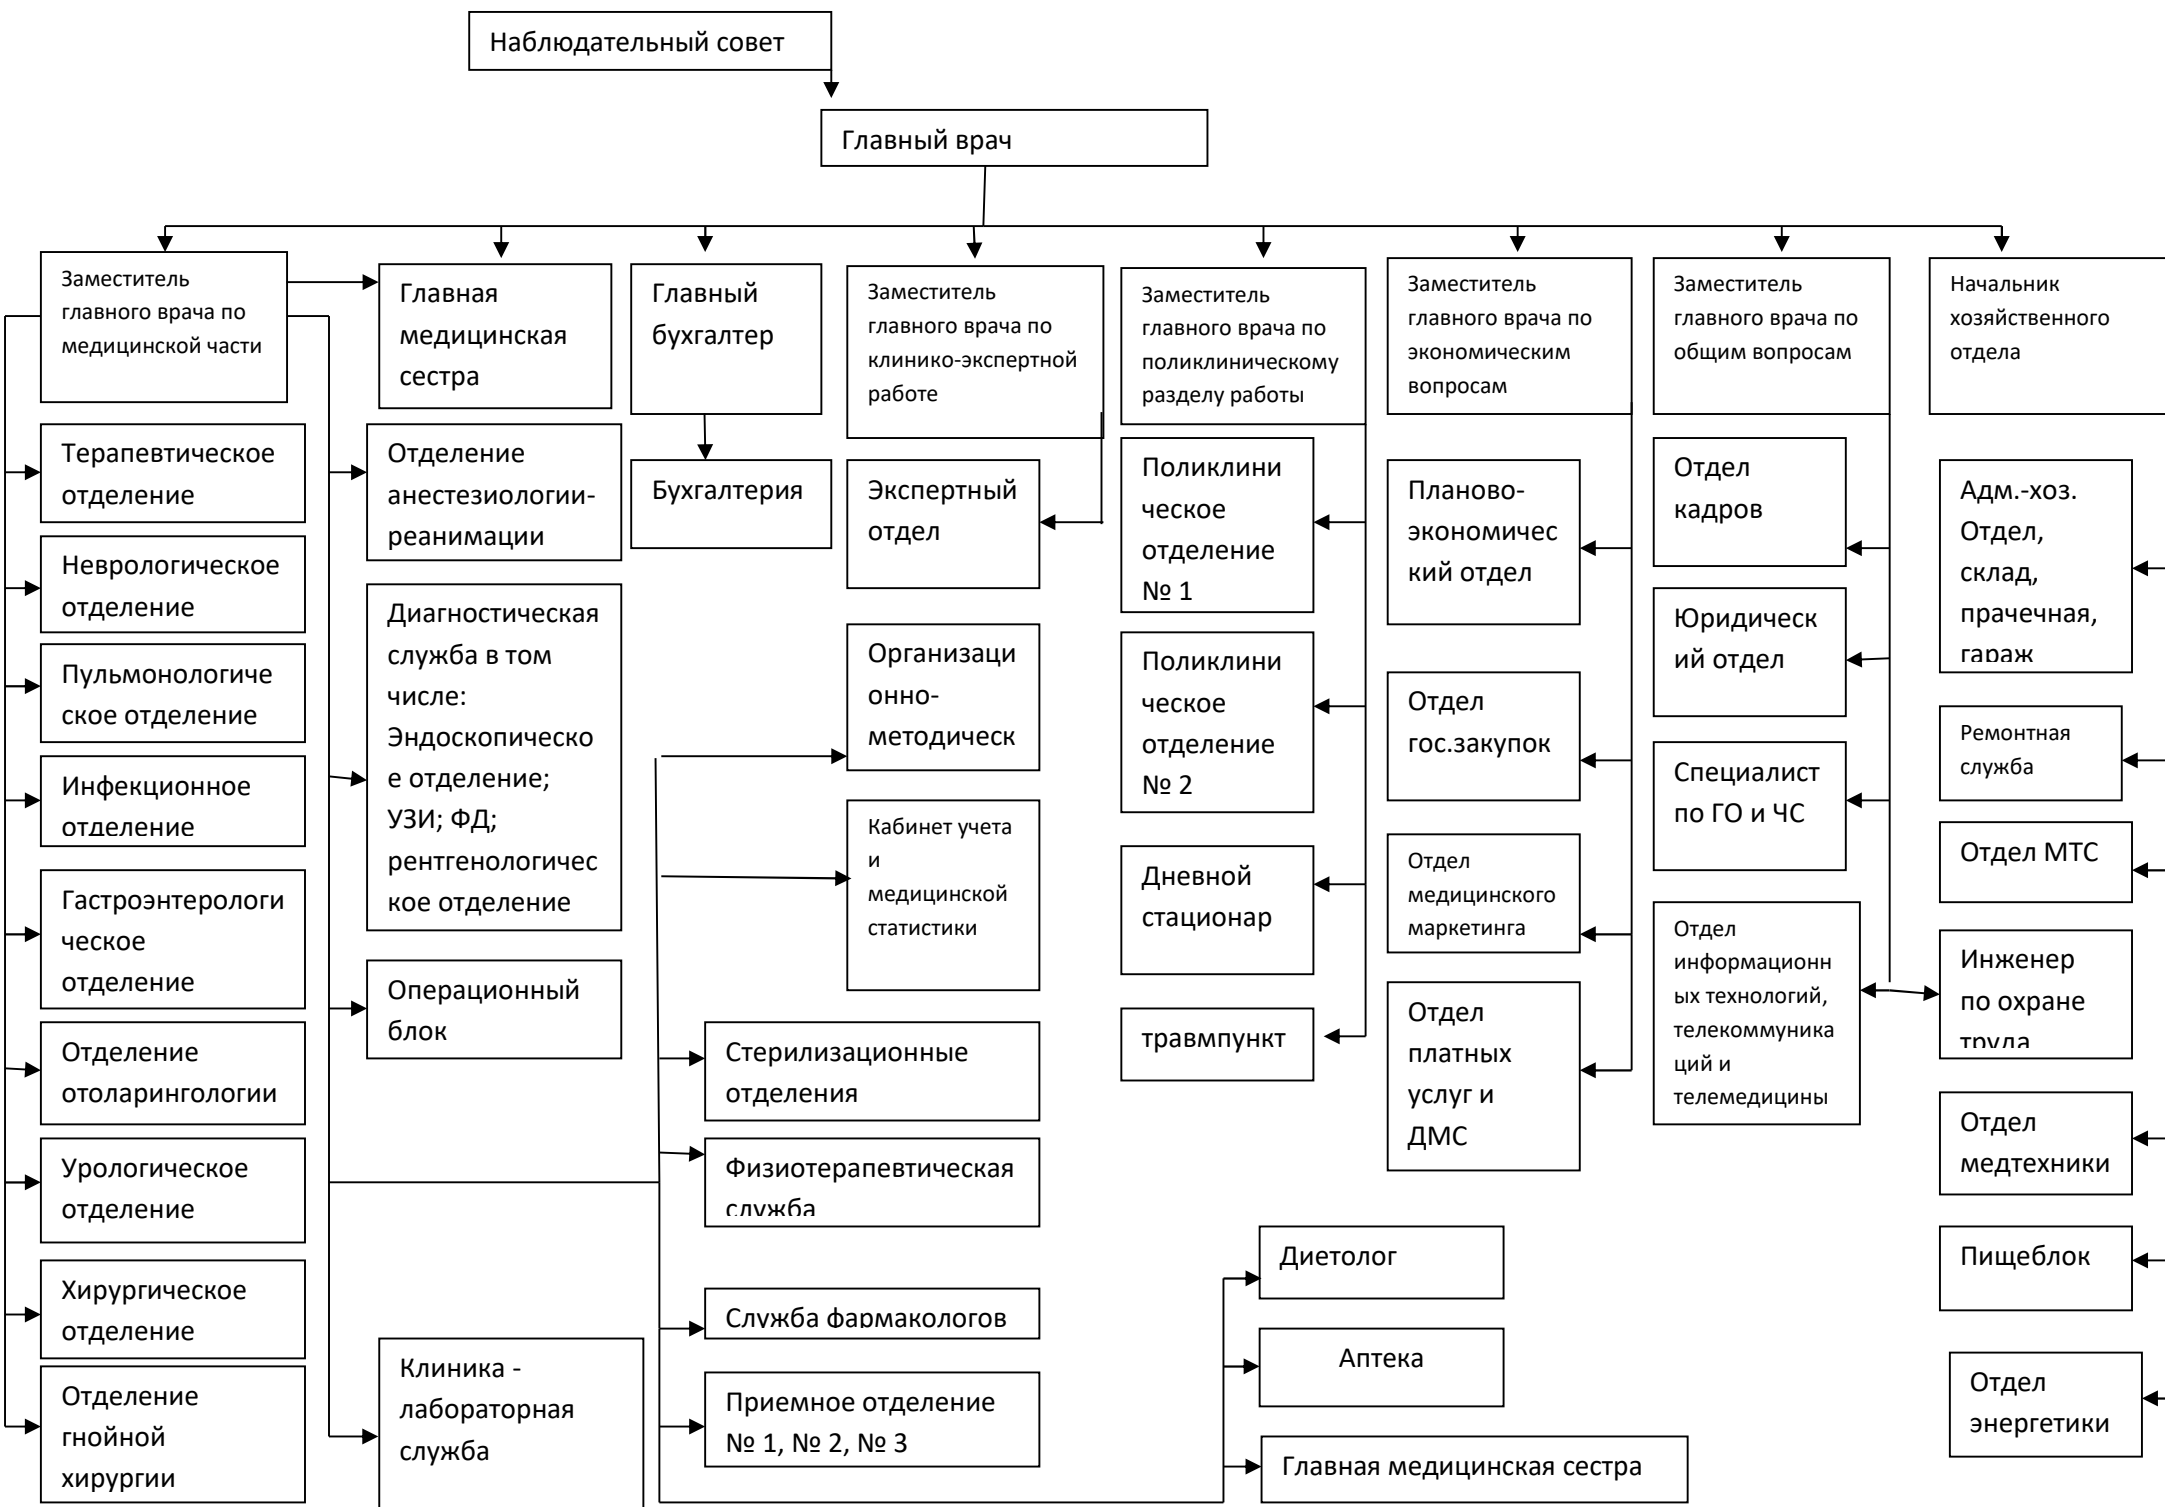 Наблюдательный совет
Главный врач
Заместитель
главного врача по
медицинской части
Главная
медицинская
сестра
Главный
бухгалтер
Заместитель
главного врача по
клинико-экспертной
работе
Заместитель
главного врача по
поликлиническому
разделу работы
Заместитель
главного врача по
экономическим
вопросам
Заместитель
главного врача по
общим вопросам
Начальник
хозяйственного
отдела
Терапевтическое
отделение
Неврологическое
отделение
Пульмонологиче
ское отделение
Инфекционное
отделение
Гастроэнтерологи
ческое
отделение
Отделение
отоларингологии
Урологическое
отделение
Хирургическое
отделение
Отделение
гнойной
хирургии
Отделение
анестезиологии-
реанимации
Диагностическая
служба в том
числе:
Эндоскопическо
е отделение;
УЗИ; ФД;
рентгенологичес
кое отделение
Операционный
блок
Клиника -
лабораторная
служба
Бухгалтерия
Экспертный
отдел
Организаци
онно-
методическ
Кабинет учета
и
медицинской
статистики
Стерилизационные
отделения
Физиотерапевтическая
служба
Служба фармакологов
Приемное отделение
№ 1, № 2, № 3
Поликлини
ческое
отделение
№ 1
Поликлини
ческое
отделение
№ 2
Дневной
стационар
травмпункт
Диетолог
Аптека
Главная медицинская сестра
Планово-
экономичес
кий отдел
Отдел
гос.закупок
Отдел
медицинского
маркетинга
Отдел
платных
услуг и
ДМС
Отдел
кадров
Юридическ
ий отдел
Специалист
по ГО и ЧС
Отдел
информационн
ых технологий,
телекоммуника
ций и
телемедицины
Адм.-хоз.
Отдел,
склад,
прачечная,
гараж
Ремонтная
служба
Отдел МТС
Инженер
по охране
труда
Отдел
медтехники
Пищеблок
Отдел
энергетики